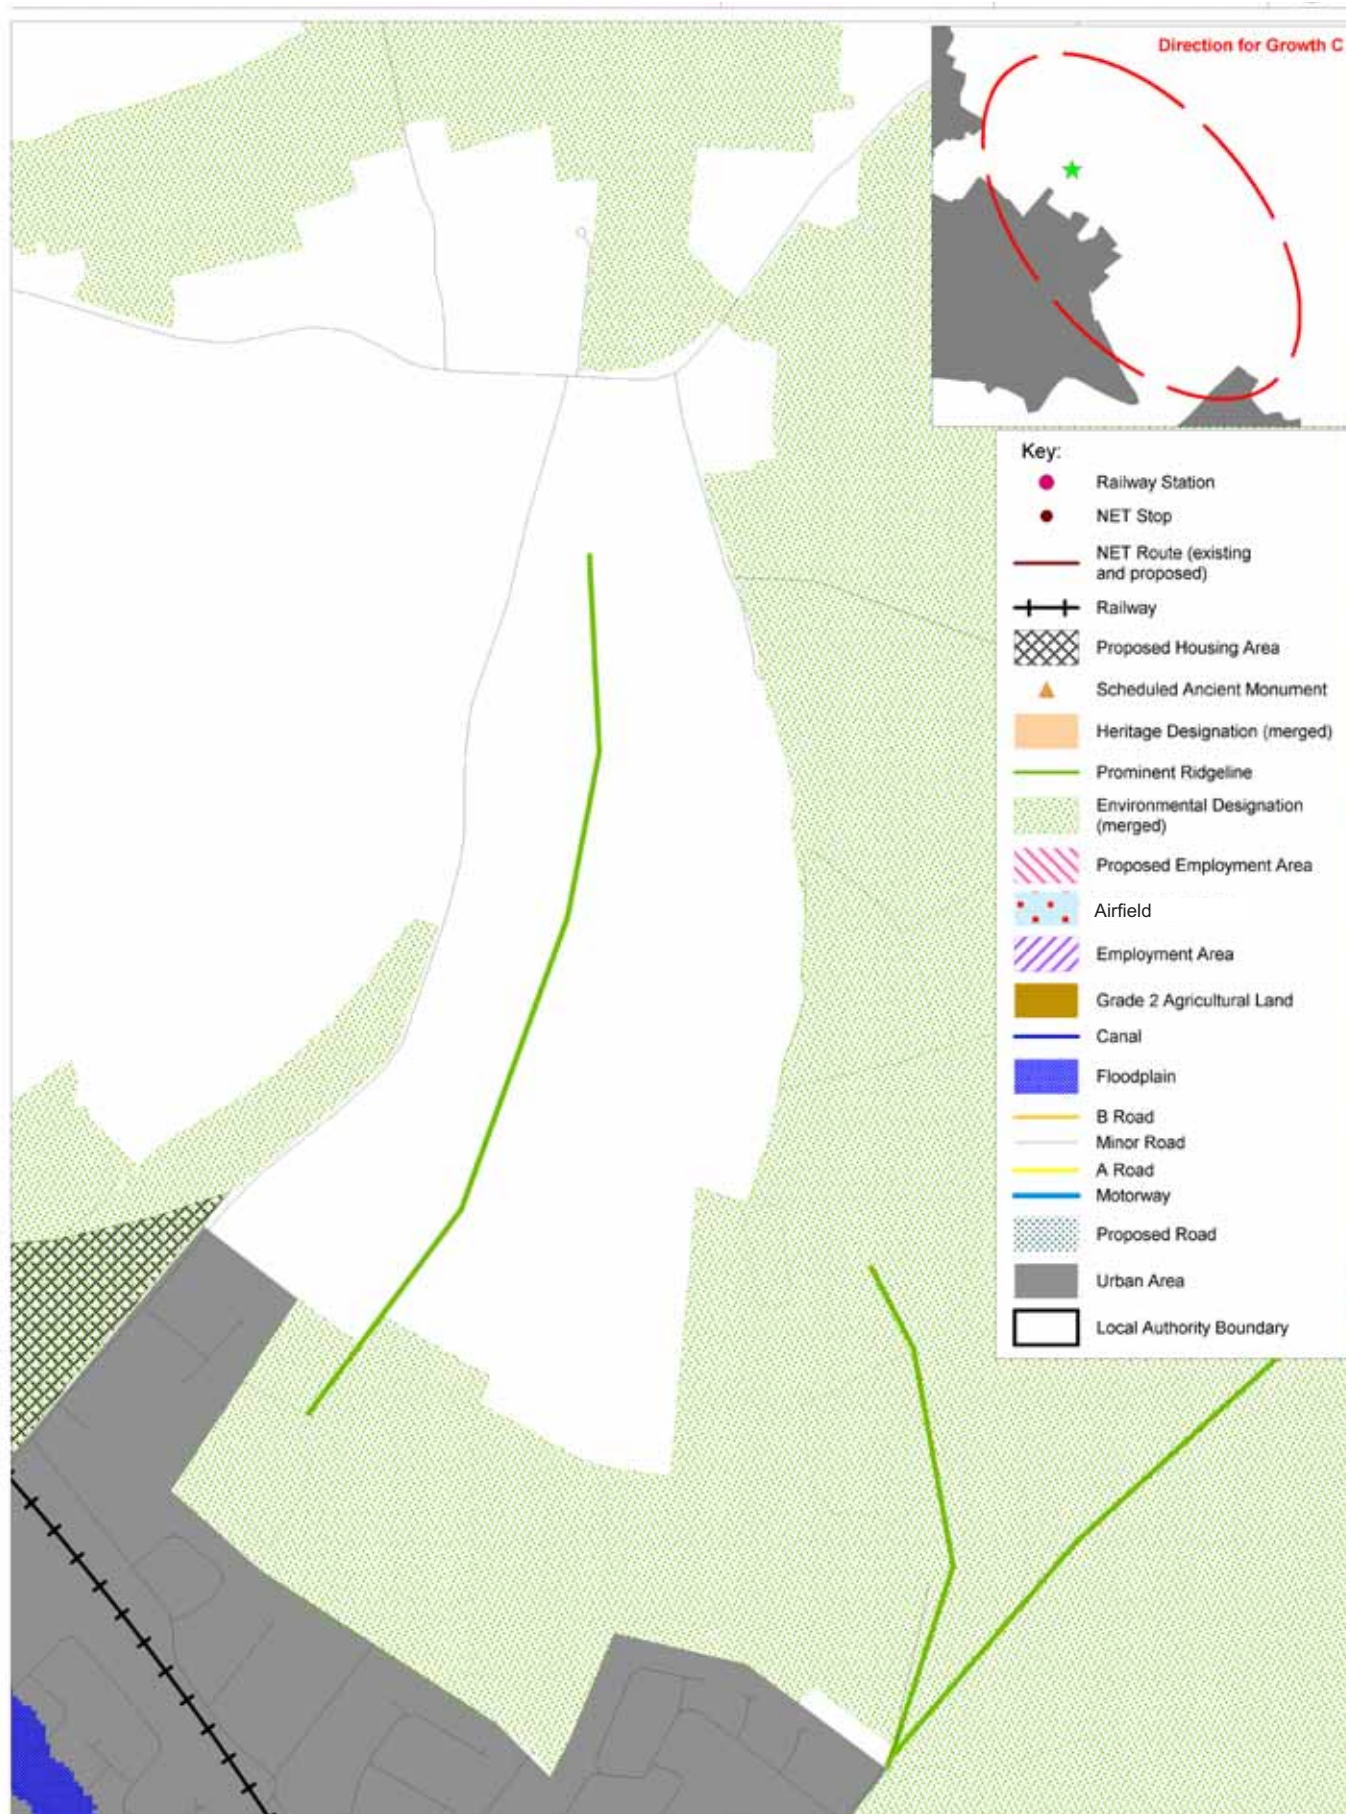 Direction for Growth C
Key:
Railway Station
NET Stop
NET Route (existing
and proposed)
Railway
Proposed Housing Area
Scheduled Ancient Monument
Heritage Designation (merged)
Prominent Ridgeline
Environmental Designation
(merged)
Proposed Employment Area
Airfield
Employment Area
Grade 2 Agricultural Land
Canal
Floodplain
B Road
Minor Road
A Road
Motorway
Proposed Road
Urban Area
Local Authority Boundary